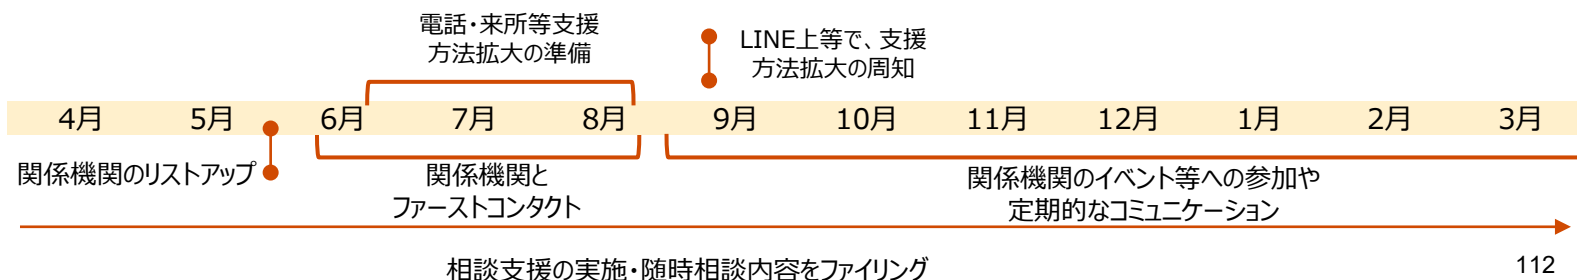 電話・来所等支援
方法拡大の準備
LINE上等で、支援
方法拡大の周知
4月 5月 6月 7月 8月 9月 10月 11月 12月 1月 2月 3月
関係機関のリストアップ
関係機関と
ファーストコンタクト
関係機関のイベント等への参加や
定期的なコミュニケーション
相談支援の実施・随時相談内容をファイリング
112